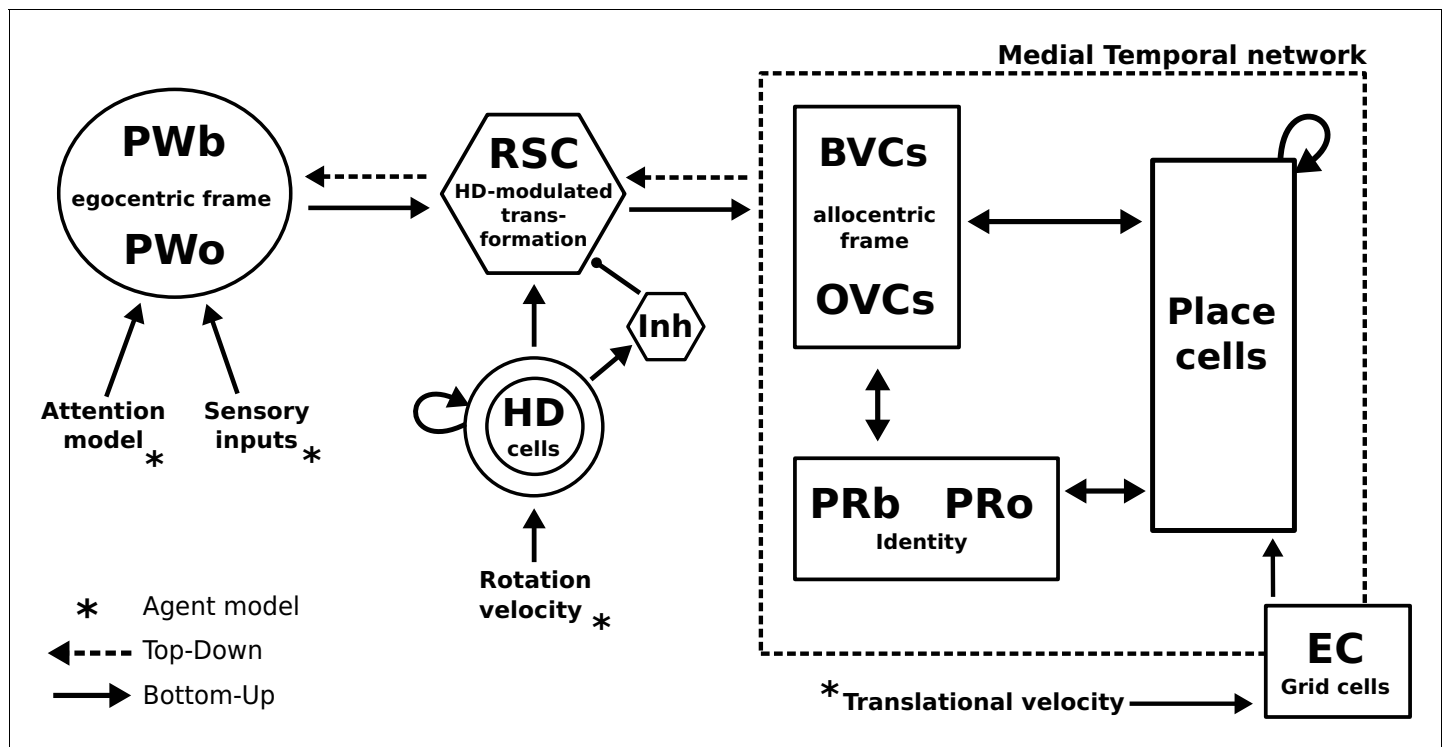 Medial Temporal network
PWb
egocentric frame
PWo
RSC
HD-modulated
trans-
formation
BVCs
allocentric
frame
OVCs
Place
cells
Inh
HD
cells
Attention
model *
Sensory
inputs *
PRb PRo
Identity
Rotation
velocity *
EC
Grid cells
* Translational velocity
* Agent model
Top-Down
Bottom-Up